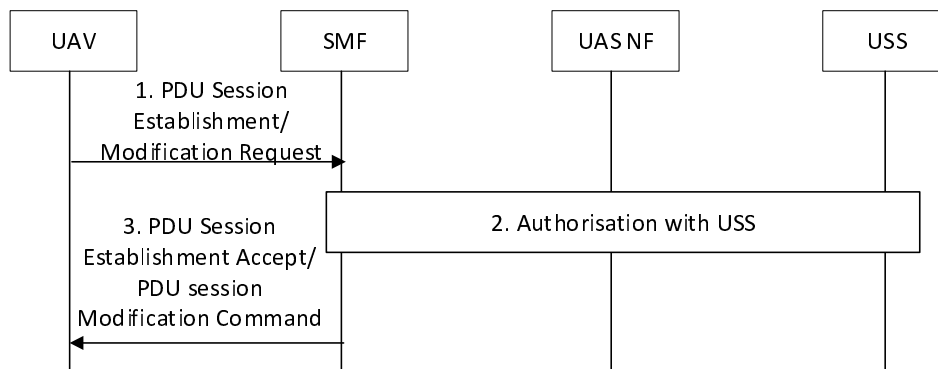 UAV
SMF
UAS NF
USS
1. PDU Session
Establishment/
Modification Request
2. Authorisation with USS
3. PDU Session
Establishment Accept/
PDU session
Modification Command